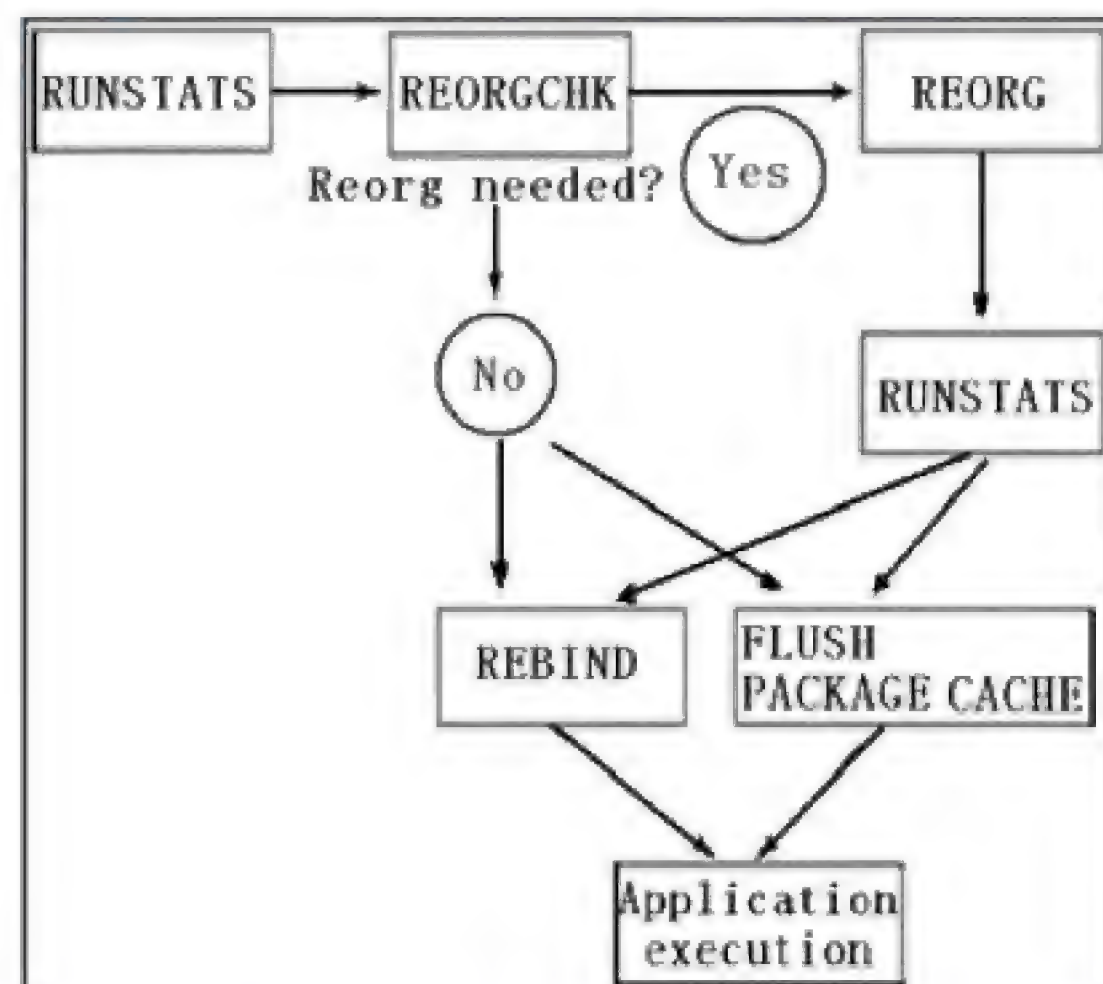 RUNSTATS
REORGCHK
REORG
Reorg needed?
Yes
No
RUNSTATS
REBIND
FLUSH
PACKAGE CACHE
Application
execution